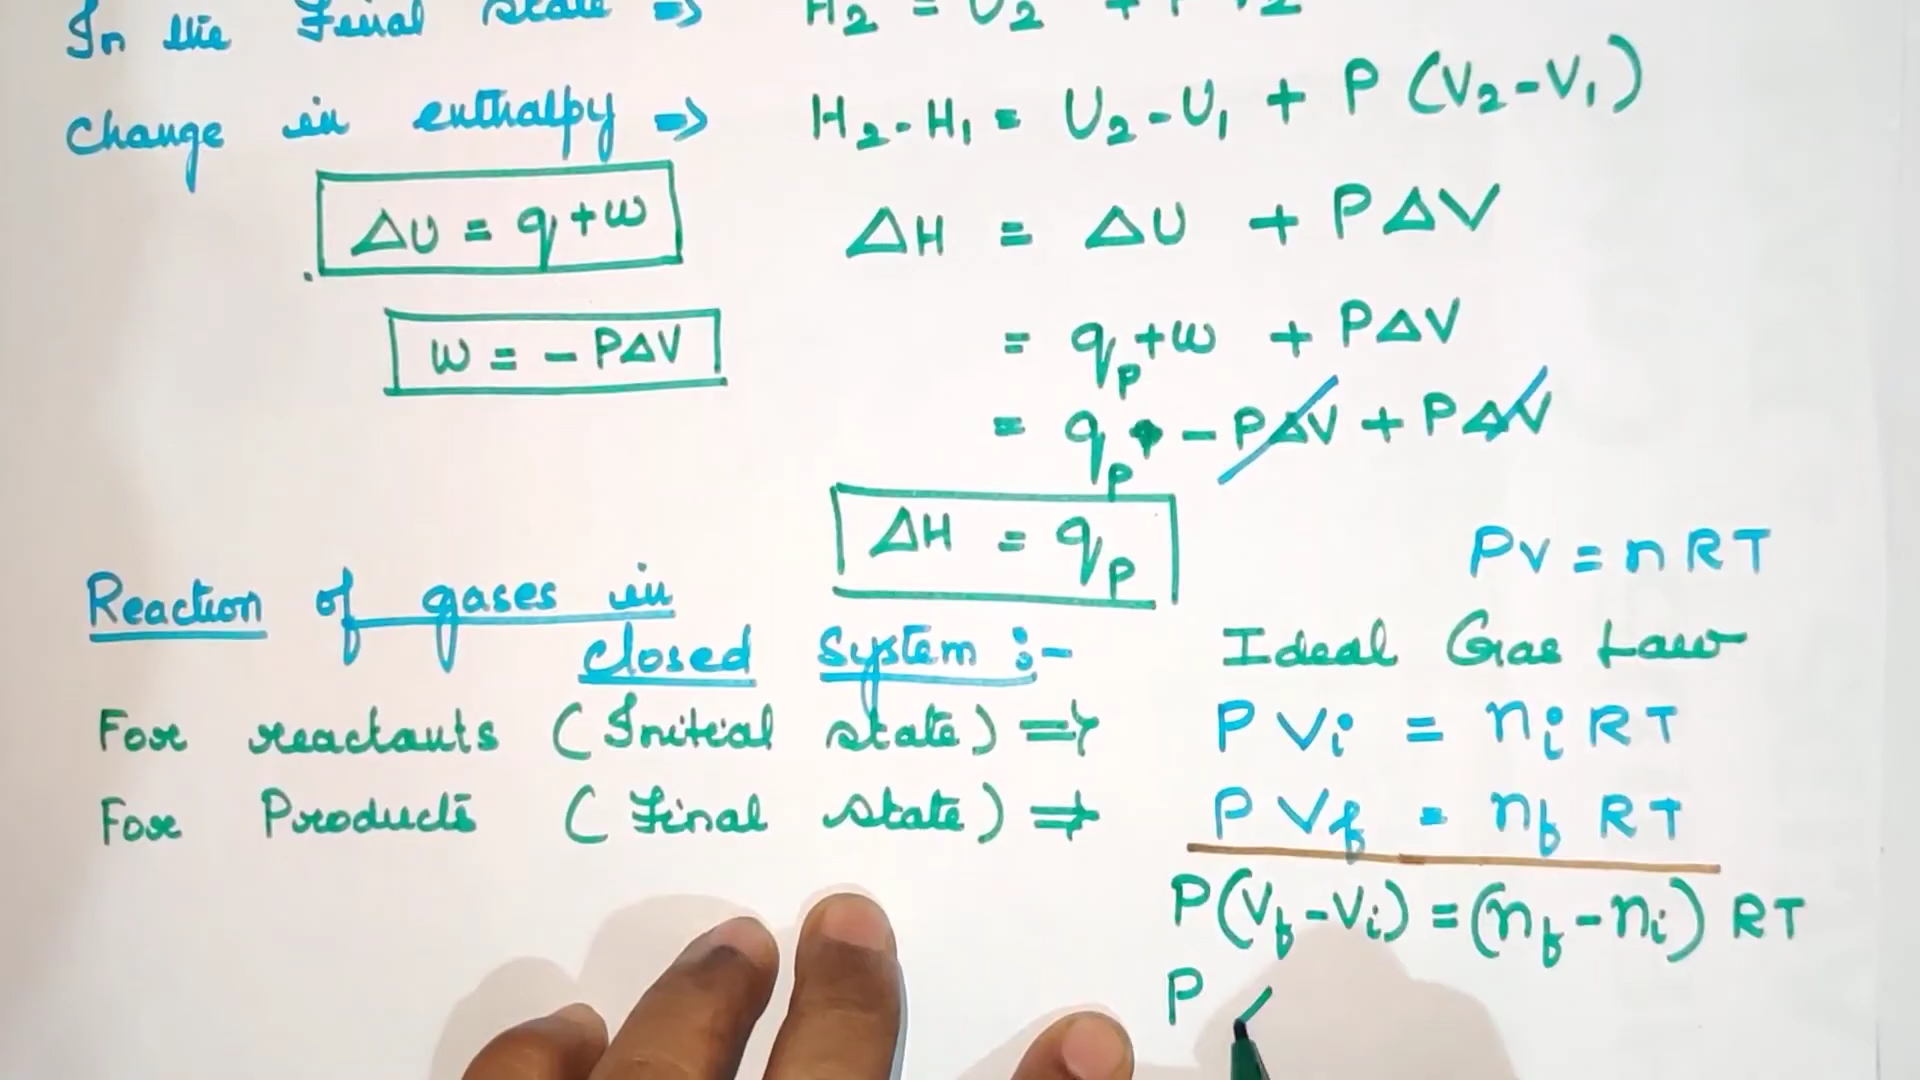 In the Final state => H₂ = U₂ + PV₂
Change in enthalpy => H₂-H₁ = U₂-U₁ + P (V₂-V₁)
ΔU = q+w
ΔH = ΔU + PΔV
w = - PΔV
= qₚ+w + PΔV
= qₚ - PΔV + PΔV
ΔH = qₚ
PV = nRT
Reaction of gases in
closed system :-
Ideal Gas Law
For reactants (Initial state) => P Vi = ni RT
For Products (Final state) => P Vf = nf RT
P(Vf-Vi) = (nf-ni) RT
P